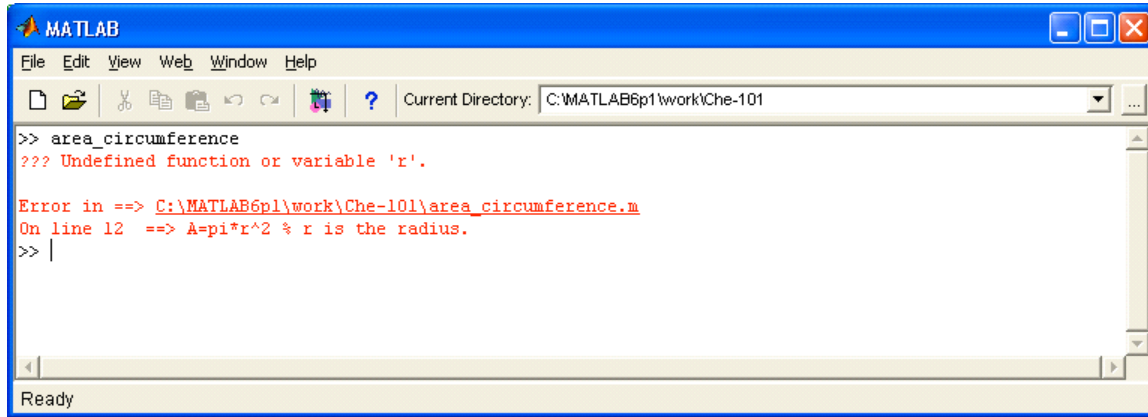 MATLAB
File Edit View Web Window Help
? Current Directory: C:\MATLAB6p1\work\Che-101 ...
>> area_circumference
??? Undefined function or variable 'r'.
Error in ==> C:\MATLAB6p1\work\Che-101\area_circumference.m
On line 12  ==> A=pi*r^2 % r is the radius.
>>
Ready